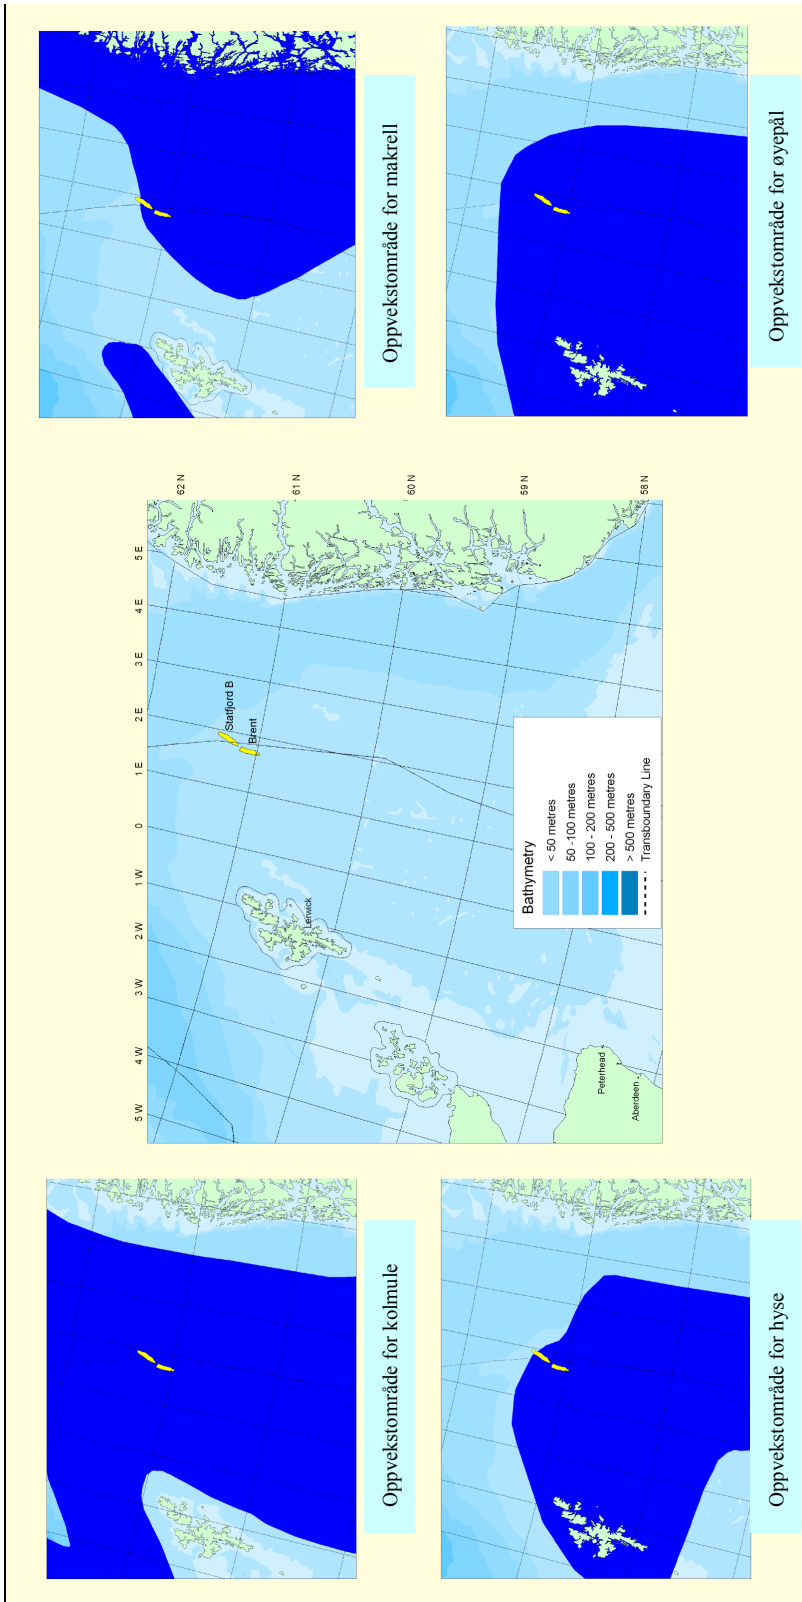 Oppvekstområde for kolmule
Oppvekstområde for makrell
5 W
4 W
3 W
2 W
1 W
0
1 E
2 E
3 E
4 E
5 E
62 N
61 N
60 N
59 N
58 N
Statfjord B
Brent
Lerwick
Peterhead
Aberdeen
Bathymetry
< 50 metres
50 -100 metres
100 - 200 metres
200 - 500 metres
> 500 metres
Transboundary Line
Oppvekstområde for hyse
Oppvekstområde for øyepål